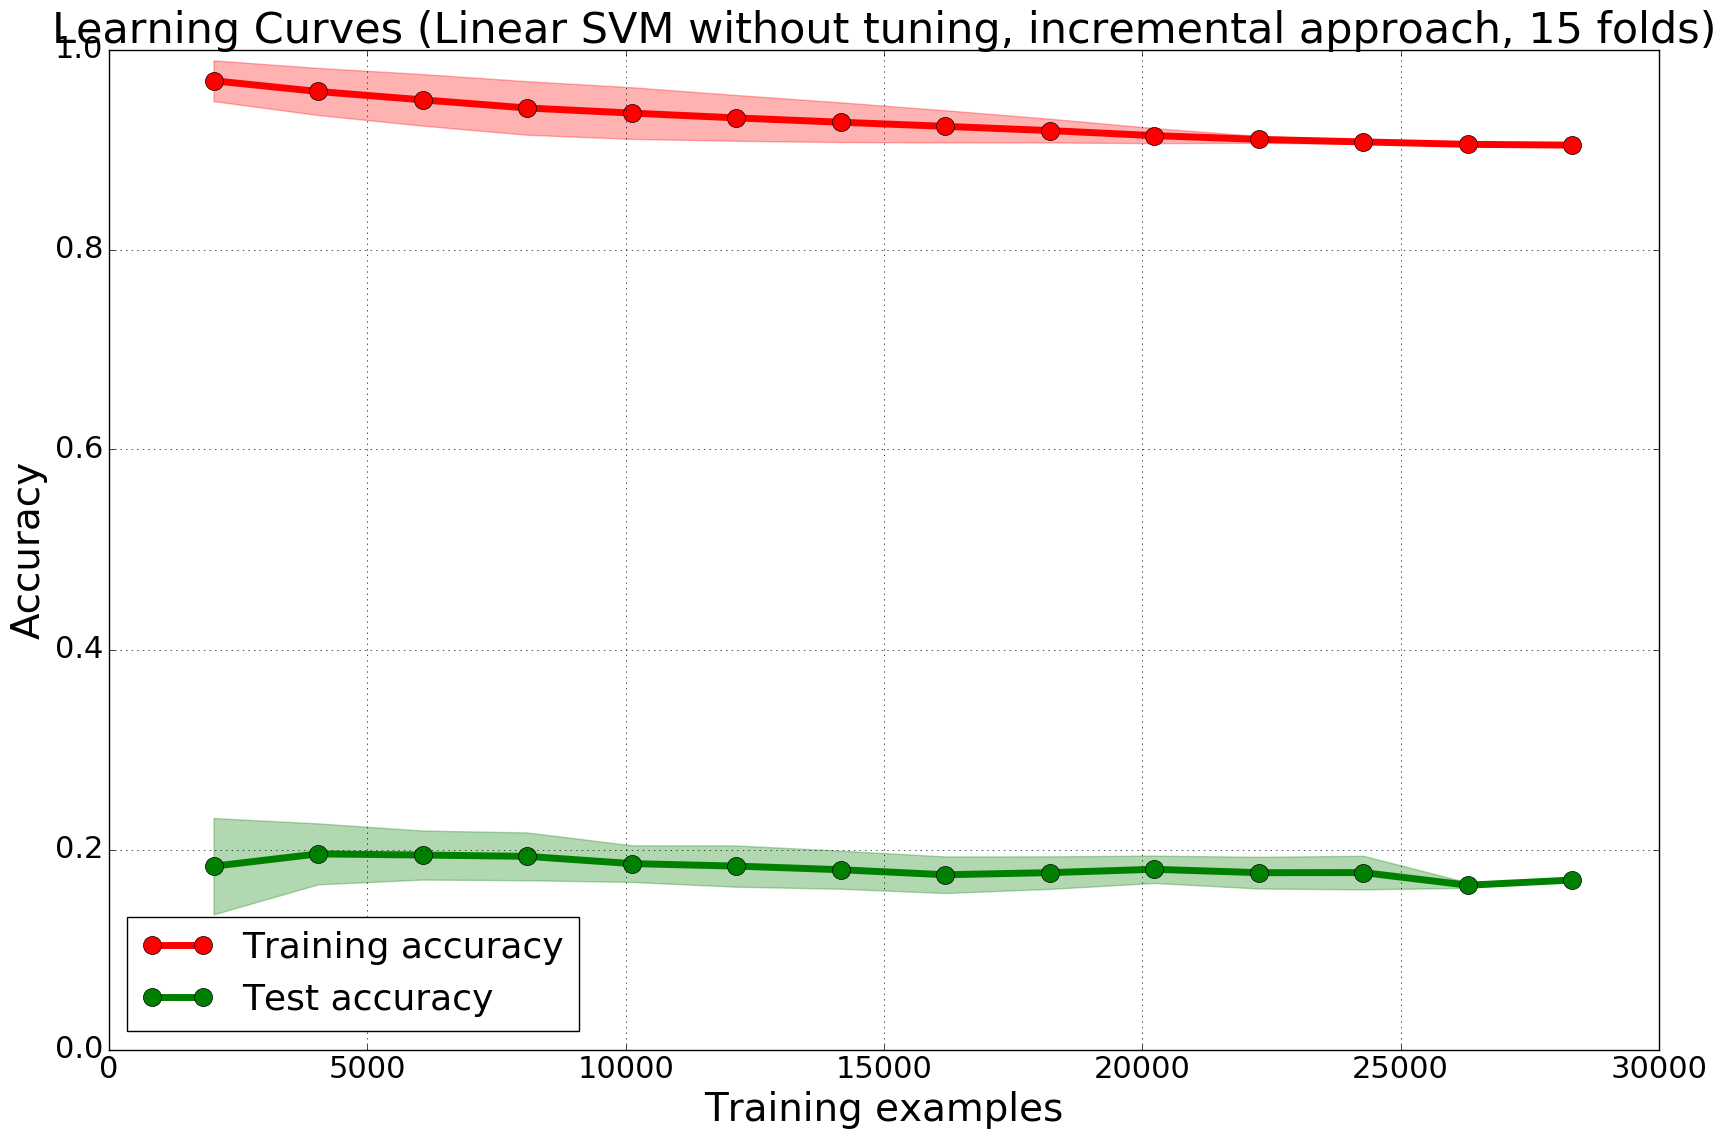 Learning Curves (Linear SVM without tuning, incremental approach, 15 folds)
1.0
0.8
0.6
0.4
0.2
0.0
Accuracy
Training accuracy
Test accuracy
0 5000 10000 15000 20000 25000 30000
Training examples